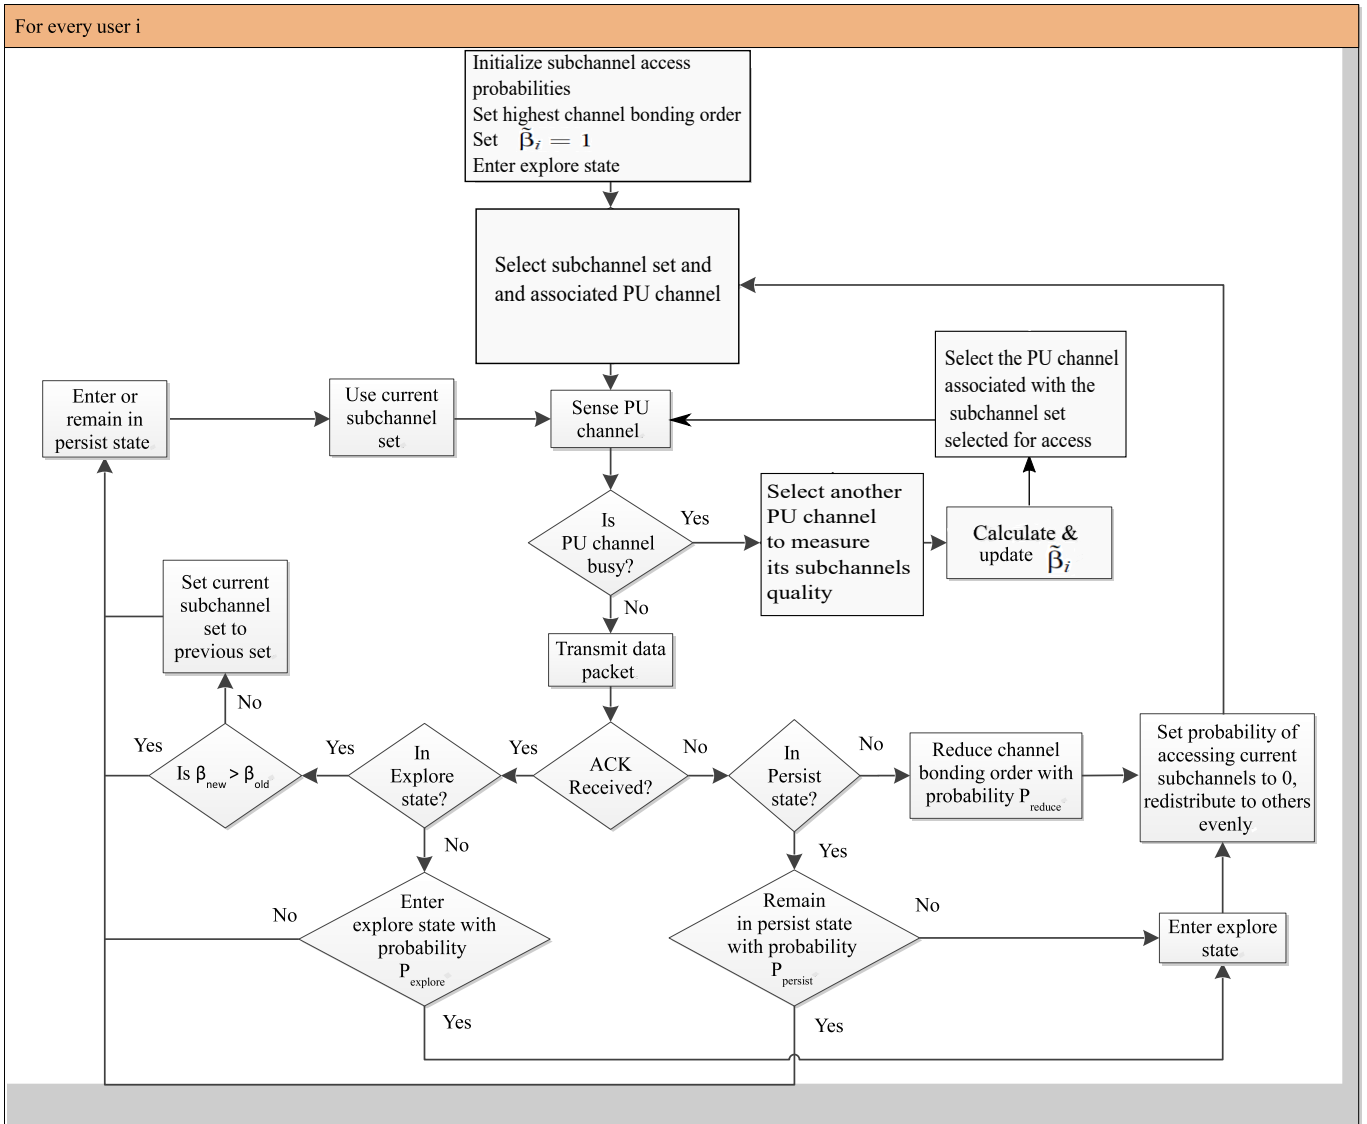 For every user i
Initialize subchannel access
probabilities
Set highest channel bonding order
Set β̃ᵢ = 1
Enter explore state
Select subchannel set and
and associated PU channel
Select the PU channel
associated with the
subchannel set
selected for access
Enter or
remain in
persist state
Use current
subchannel
set
Sense PU
channel
Is
PU channel
busy?
Yes
Select another
PU channel
to measure
its subchannels
quality
Calculate &
update β̃ᵢ
No
Set current
subchannel
set to
previous set
Transmit data
packet
No
Yes
Is βnew > βold
Yes
In
Explore
state?
Yes
ACK
Received?
No
In
Persist
state?
No
Reduce channel
bonding order with
probability Preduce
Set probability of
accessing current
subchannels to 0,
redistribute to others
evenly
No
Yes
No
Enter
explore state with
probability
Pexplore
Remain
in persist state
with probability
Ppersist
No
Enter explore
state
Yes
Yes